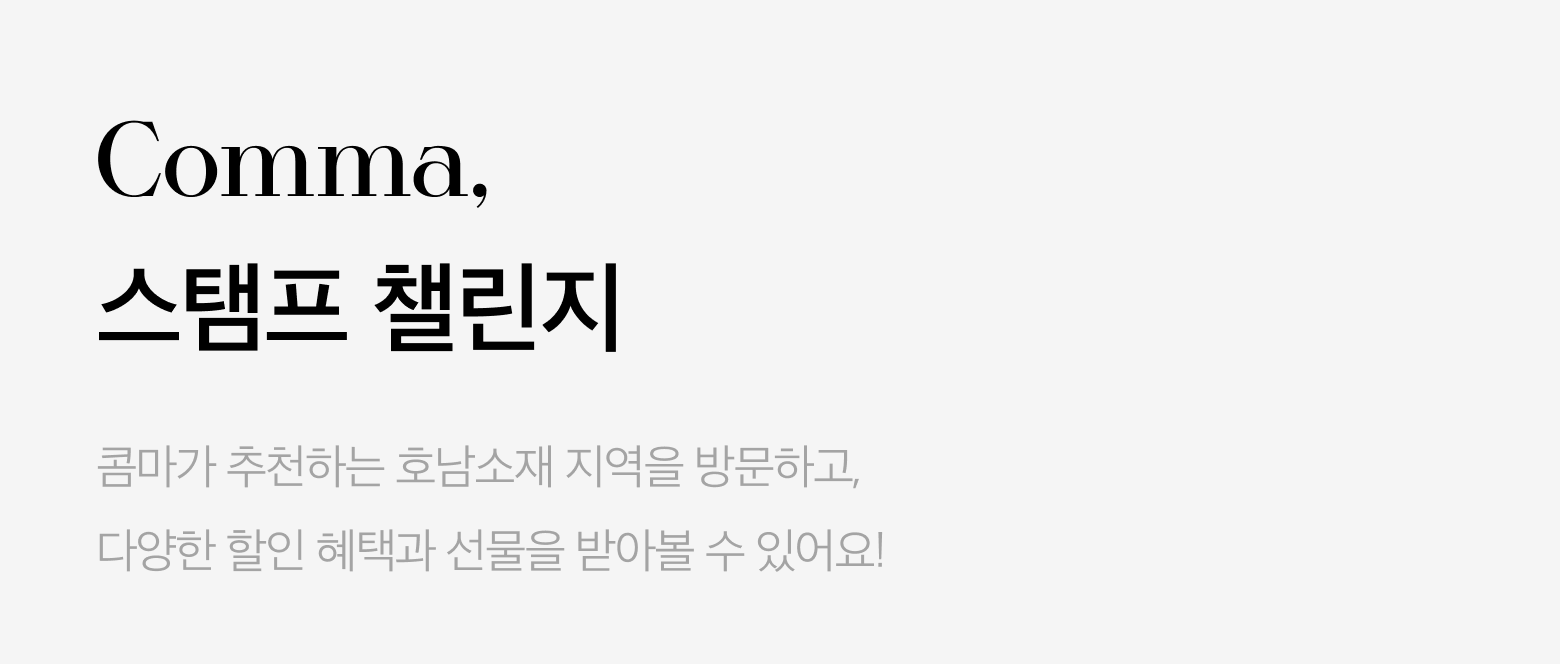 Comma,
스탬프 챌린지
콤마가 추천하는 호남소재 지역을 방문하고,
다양한 할인 혜택과 선물을 받아볼 수 있어요!